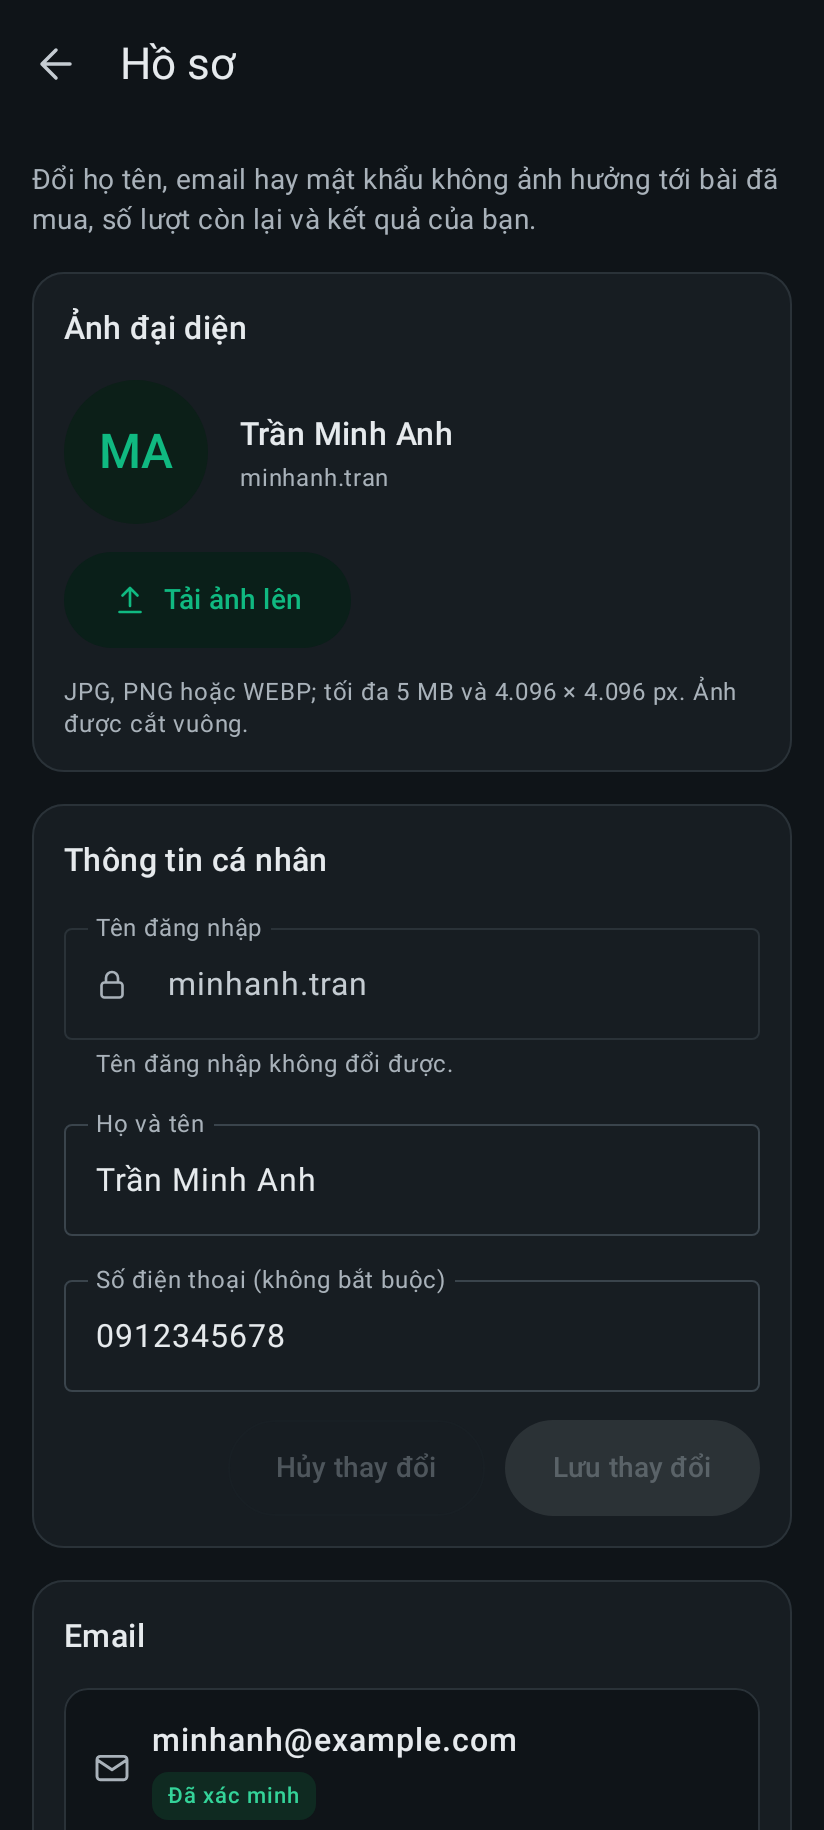 Hồ sơ
Đổi họ tên, email hay mật khẩu không ảnh hưởng tới bài đã
mua, số lượt còn lại và kết quả của bạn.
Ảnh đại diện
MA
Trần Minh Anh
minhanh.tran
Tải ảnh lên
JPG, PNG hoặc WEBP; tối đa 5 MB và 4.096 × 4.096 px. Ảnh
được cắt vuông.
Thông tin cá nhân
Tên đăng nhập
minhanh.tran
Tên đăng nhập không đổi được.
Họ và tên
Trần Minh Anh
Số điện thoại (không bắt buộc)
0912345678
Hủy thay đổi
Lưu thay đổi
Email
minhanh@example.com
Đã xác minh